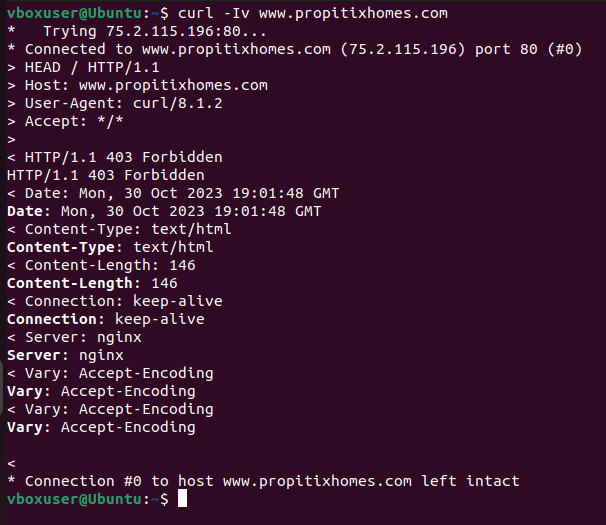 vboxuser@Ubuntu:~$ curl -Iv www.propitixhomes.com
*   Trying 75.2.115.196:80...
* Connected to www.propitixhomes.com (75.2.115.196) port 80 (#0)
> HEAD / HTTP/1.1
> Host: www.propitixhomes.com
> User-Agent: curl/8.1.2
> Accept: */*
>
< HTTP/1.1 403 Forbidden
HTTP/1.1 403 Forbidden
< Date: Mon, 30 Oct 2023 19:01:48 GMT
Date: Mon, 30 Oct 2023 19:01:48 GMT
< Content-Type: text/html
Content-Type: text/html
< Content-Length: 146
Content-Length: 146
< Connection: keep-alive
Connection: keep-alive
< Server: nginx
Server: nginx
< Vary: Accept-Encoding
Vary: Accept-Encoding
< Vary: Accept-Encoding
Vary: Accept-Encoding

<
* Connection #0 to host www.propitixhomes.com left intact
vboxuser@Ubuntu:~$